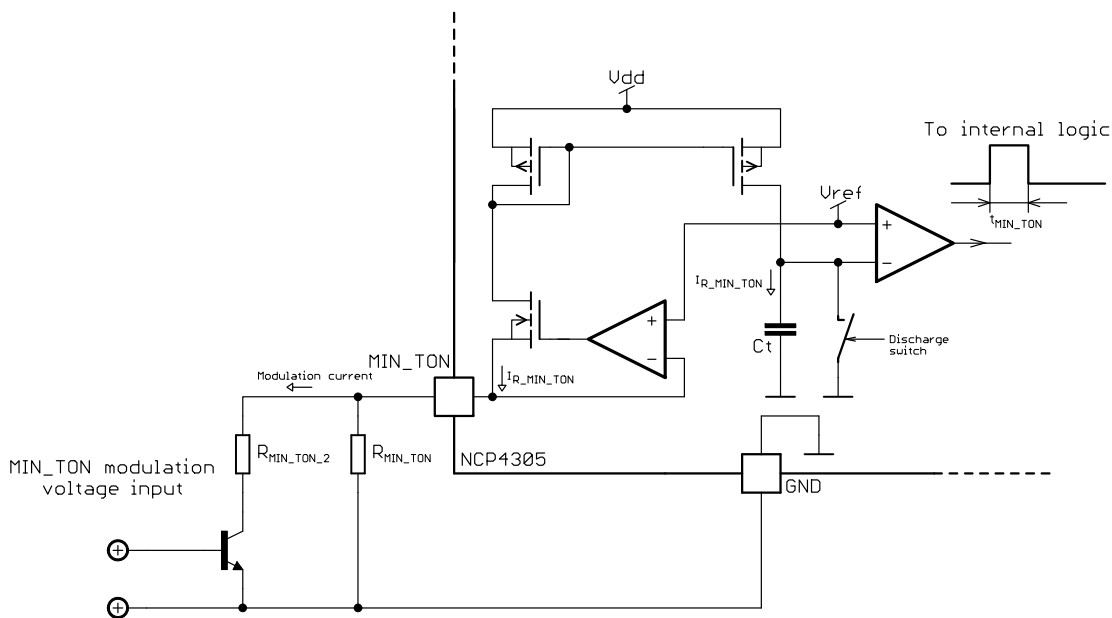 Vdd
To internal logic
Vref
tMIN_TON
+
−
IR_MIN_TON
+
−
Ct
Discharge
switch
MIN_TON
IR_MIN_TON
Modulation current
RMIN_TON_2
RMIN_TON
NCP4305
MIN_TON modulation
voltage input
GND
+
+